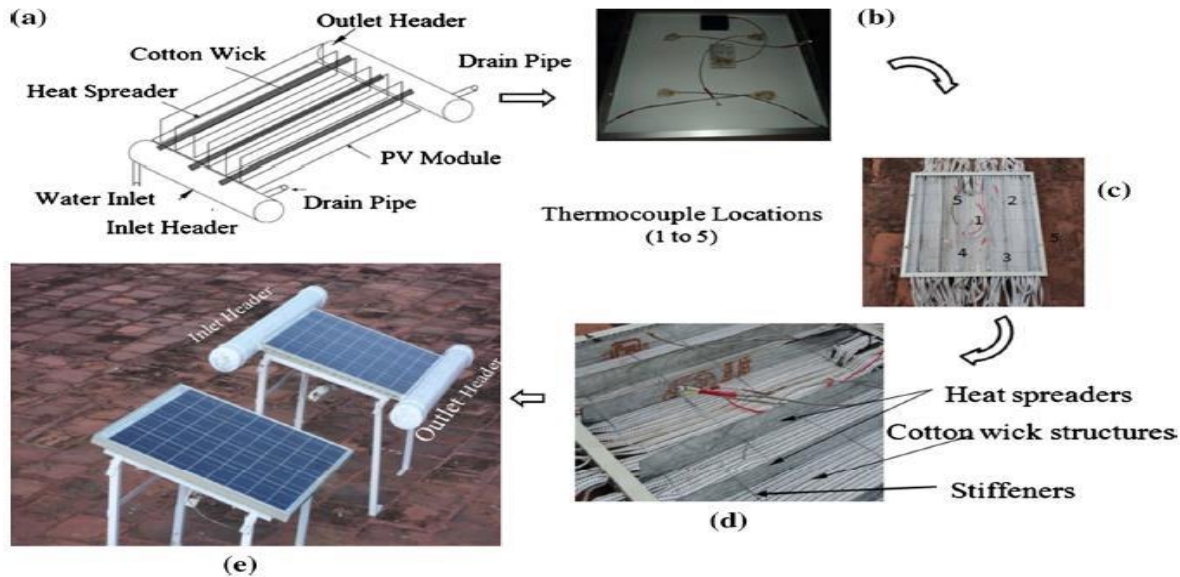 (a)
Outlet Header
Cotton Wick
Heat Spreader
Drain Pipe
PV Module
Water Inlet
Drain Pipe
Inlet Header
(b)
Thermocouple Locations
(1 to 5)
(c)
5
2
1
5
4
3
Inlet Header
Outlet Header
Heat spreaders
Cotton wick structures
Stiffeners
(d)
(e)